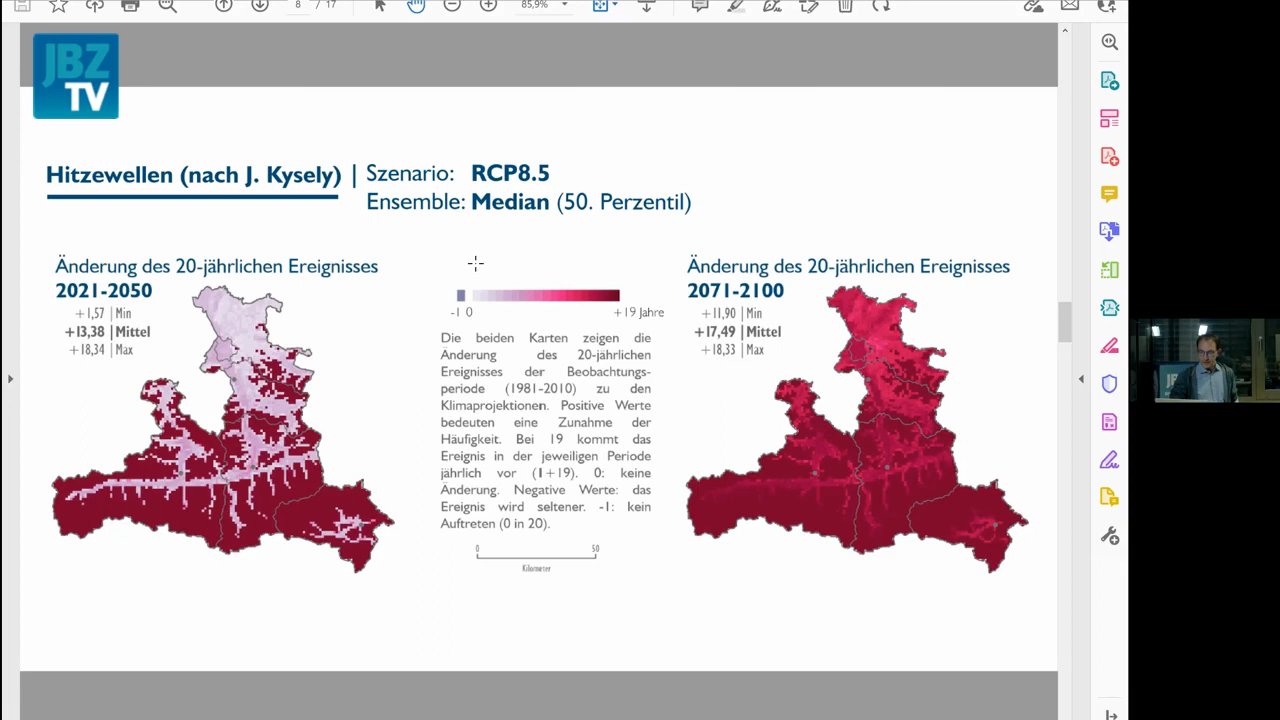 8 / 17
85,9%
JBZ
TV
Hitzewellen (nach J. Kysely) | Szenario: RCP8.5
Ensemble: Median (50. Perzentil)
Änderung des 20-jährlichen Ereignisses
2021-2050
+1,57 | Min
+13,38 | Mittel
+18,34 | Max
-1 0 +19 Jahre
Die beiden Karten zeigen die
Änderung des 20-jährlichen
Ereignisses der Beobachtungs-
periode (1981-2010) zu den
Klimaprojektionen. Positive Werte
bedeuten eine Zunahme der
Häufigkeit. Bei 19 kommt das
Ereignis in der jeweiligen Periode
jährlich vor (1+19). 0: keine
Änderung. Negative Werte: das
Ereignis wird seltener. -1: kein
Auftreten (0 in 20).
0 50
Kilometer
Änderung des 20-jährlichen Ereignisses
2071-2100
+11,90 | Min
+17,49 | Mittel
+18,33 | Max